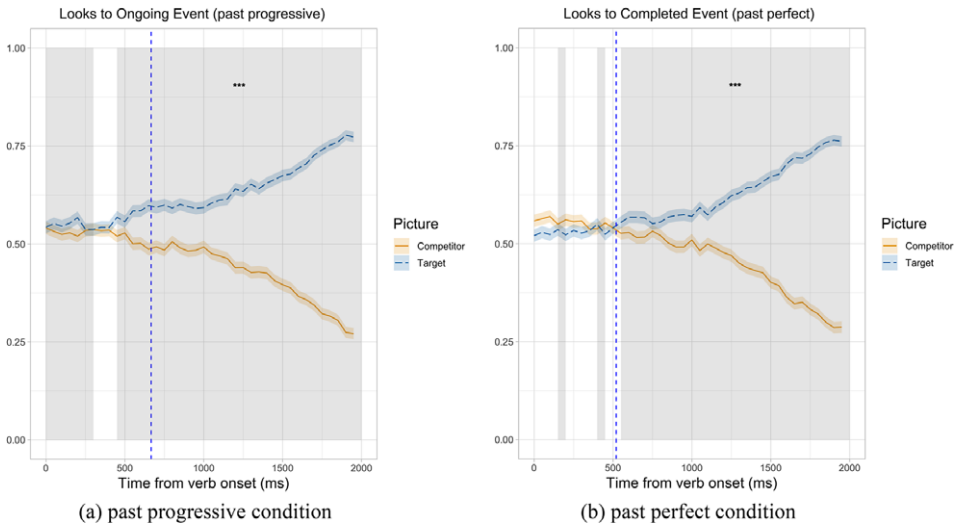 Looks to Ongoing Event (past progressive)
1.00
***
0.75
0.50
0.25
0.00
0
500
1000
1500
2000
Time from verb onset (ms)
Picture
Competitor
Target
(a) past progressive condition
Looks to Completed Event (past perfect)
1.00
***
0.75
0.50
0.25
0.00
0
500
1000
1500
2000
Time from verb onset (ms)
Picture
Competitor
Target
(b) past perfect condition